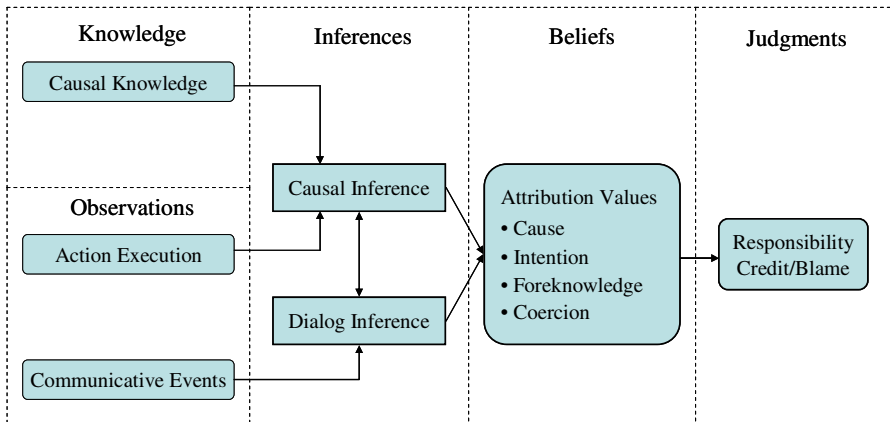 Knowledge
Causal Knowledge
Observations
Action Execution
Communicative Events
Inferences
Causal Inference
Dialog Inference
Beliefs
Attribution Values
• Cause
• Intention
• Foreknowledge
• Coercion
Judgments
Responsibility
Credit/Blame